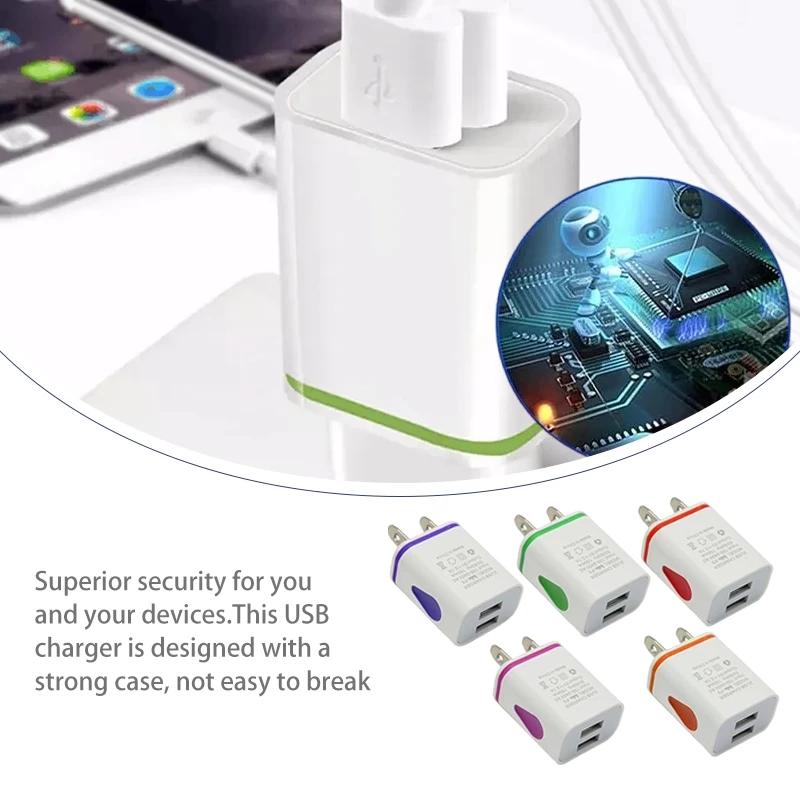 Superior security for you
and your devices.This USB
charger is designed with a
strong case, not easy to break